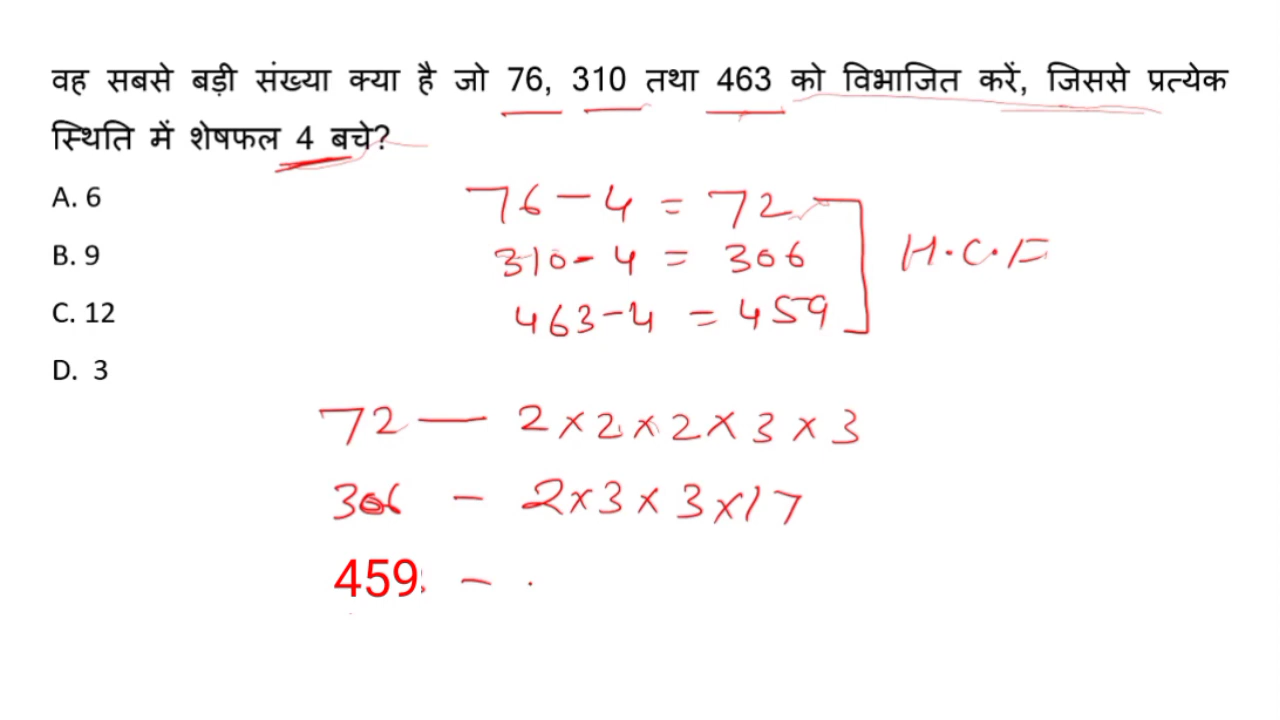 वह सबसे बड़ी संख्या क्या है जो 76, 310 तथा 463 को विभाजित करें, जिससे प्रत्येक
स्थिति में शेषफल 4 बचे?
A. 6
B. 9
C. 12
D. 3
76 - 4 = 72
310 - 4 = 306
463 - 4 = 459
H.C.F
72 — 2 × 2 × 2 × 3 × 3
306 - 2 × 3 × 3 × 17
459 -